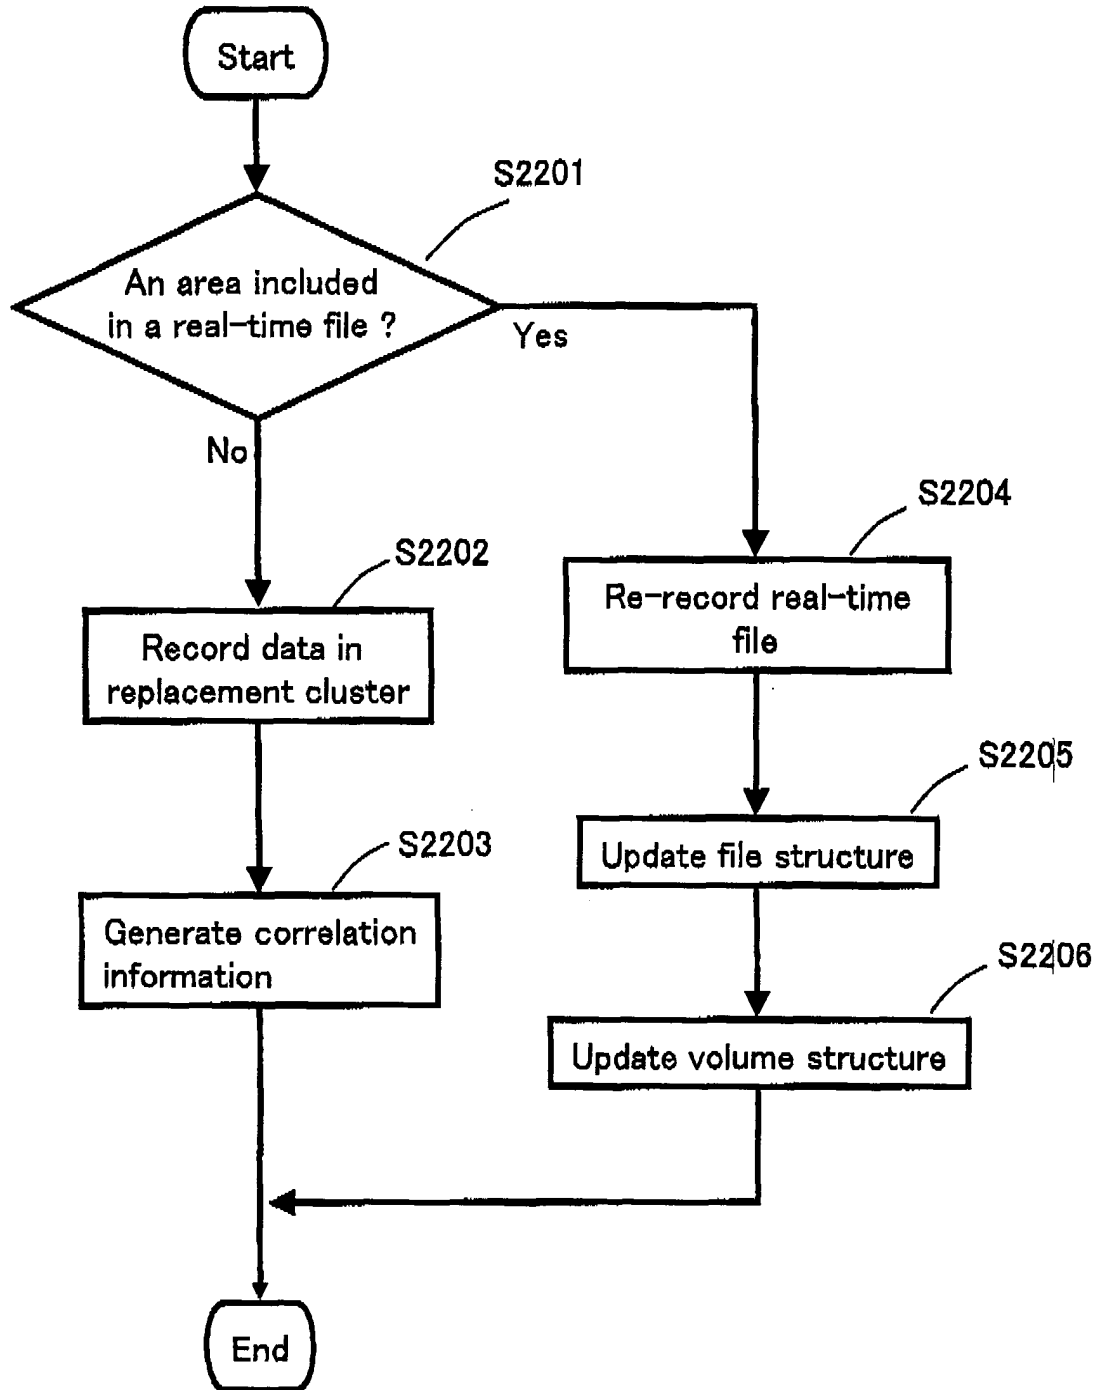 Start
S2201
An area included
in a real-time file ?
Yes
No
S2204
S2202
Re-record real-time
file
Record data in
replacement cluster
S2205
S2203
Update file structure
Generate correlation
information
S2206
Update volume structure
End